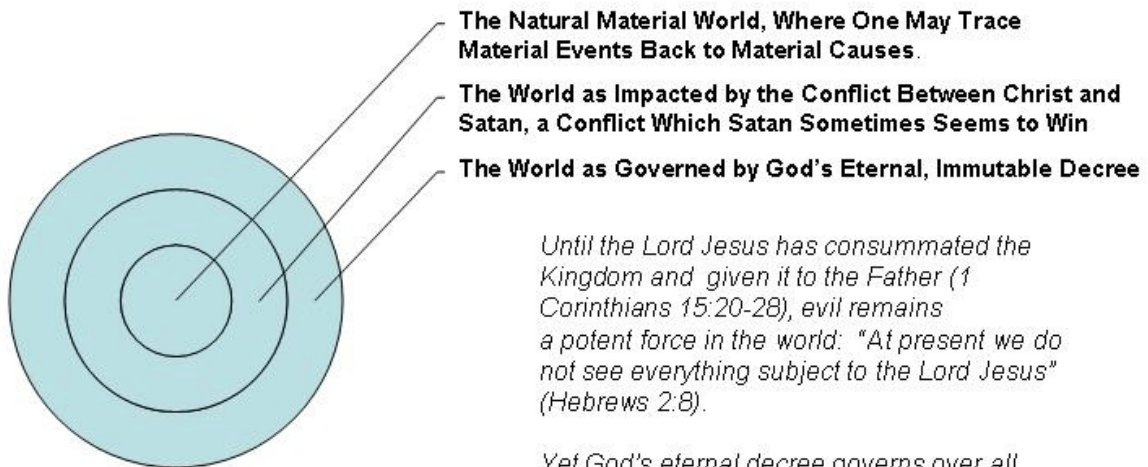 The Natural Material World, Where One May Trace
Material Events Back to Material Causes.
The World as Impacted by the Conflict Between Christ and
Satan, a Conflict Which Satan Sometimes Seems to Win
The World as Governed by God's Eternal, Immutable Decree
Until the Lord Jesus has consummated the
Kingdom and given it to the Father (1
Corinthians 15:20-28), evil remains
a potent force in the world: "At present we do
not see everything subject to the Lord Jesus"
(Hebrews 2:8).
Yet God's eternal decree governs over all